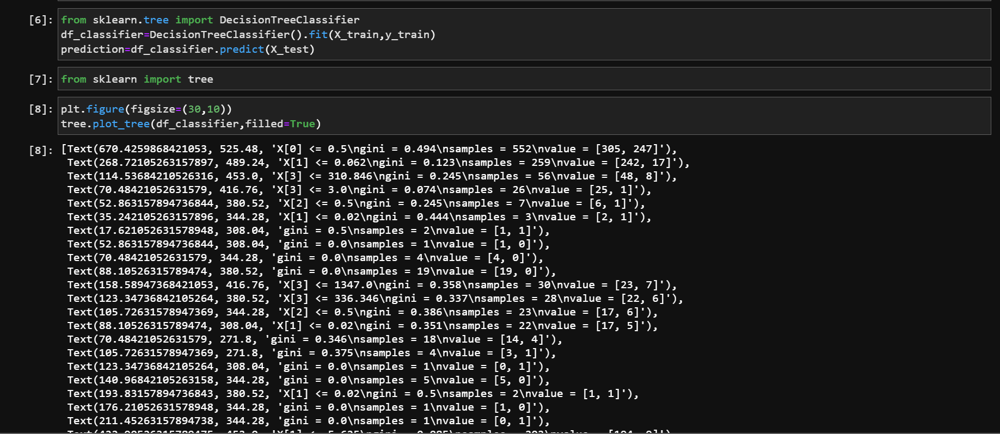 [6]: from sklearn.tree import DecisionTreeClassifier
df_classifier=DecisionTreeClassifier().fit(X_train,y_train)
prediction=df_classifier.predict(X_test)
[7]: from sklearn import tree
[8]: plt.figure(figsize=(30,10))
tree.plot_tree(df_classifier,filled=True)
[8]: [Text(670.4259868421053, 525.48, 'X[0] <= 0.5\ngini = 0.494\nsamples = 552\nvalue = [305, 247]'),
Text(268.72105263157897, 489.24, 'X[1] <= 0.062\ngini = 0.123\nsamples = 259\nvalue = [242, 17]'),
Text(114.53684210526316, 453.0, 'X[3] <= 310.846\ngini = 0.245\nsamples = 56\nvalue = [48, 8]'),
Text(70.48421052631579, 416.76, 'X[3] <= 3.0\ngini = 0.074\nsamples = 26\nvalue = [25, 1]'),
Text(52.863157894736844, 380.52, 'X[2] <= 0.5\ngini = 0.245\nsamples = 7\nvalue = [6, 1]'),
Text(35.242105263157896, 344.28, 'X[1] <= 0.02\ngini = 0.444\nsamples = 3\nvalue = [2, 1]'),
Text(17.621052631578948, 308.04, 'gini = 0.5\nsamples = 2\nvalue = [1, 1]'),
Text(52.863157894736844, 308.04, 'gini = 0.0\nsamples = 1\nvalue = [1, 0]'),
Text(70.48421052631579, 344.28, 'gini = 0.0\nsamples = 4\nvalue = [4, 0]'),
Text(88.10526315789474, 380.52, 'gini = 0.0\nsamples = 19\nvalue = [19, 0]'),
Text(158.58947368421053, 416.76, 'X[3] <= 1347.0\ngini = 0.358\nsamples = 30\nvalue = [23, 7]'),
Text(123.34736842105264, 380.52, 'X[3] <= 336.346\ngini = 0.337\nsamples = 28\nvalue = [22, 6]'),
Text(105.72631578947369, 344.28, 'X[2] <= 0.5\ngini = 0.386\nsamples = 23\nvalue = [17, 6]'),
Text(88.10526315789474, 308.04, 'X[1] <= 0.02\ngini = 0.351\nsamples = 22\nvalue = [17, 5]'),
Text(70.48421052631579, 271.8, 'gini = 0.346\nsamples = 18\nvalue = [14, 4]'),
Text(105.72631578947369, 271.8, 'gini = 0.375\nsamples = 4\nvalue = [3, 1]'),
Text(123.34736842105264, 308.04, 'gini = 0.0\nsamples = 1\nvalue = [0, 1]'),
Text(140.96842105263158, 344.28, 'gini = 0.0\nsamples = 5\nvalue = [5, 0]'),
Text(193.83157894736843, 380.52, 'X[1] <= 0.02\ngini = 0.5\nsamples = 2\nvalue = [1, 1]'),
Text(176.21052631578948, 344.28, 'gini = 0.0\nsamples = 1\nvalue = [1, 0]'),
Text(211.45263157894738, 344.28, 'gini = 0.0\nsamples = 1\nvalue = [0, 1]'),